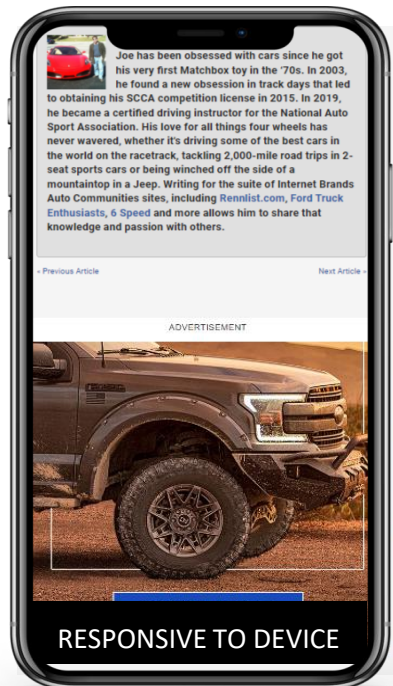 Joe has been obsessed with cars since he got
his very first Matchbox toy in the '70s. In 2003,
he found a new obsession in track days that led
to obtaining his SCCA competition license in 2015. In 2019,
he became a certified driving instructor for the National Auto
Sport Association. His love for all things four wheels has
never wavered, whether it's driving some of the best cars in
the world on the racetrack, tackling 2,000-mile road trips in 2-
seat sports cars or being winched off the side of a
mountaintop in a Jeep. Writing for the suite of Internet Brands
Auto Communities sites, including Rennlist.com, Ford Truck
Enthusiasts, 6 Speed and more allows him to share that
knowledge and passion with others.
« Previous Article
Next Article »
ADVERTISEMENT
RESPONSIVE TO DEVICE